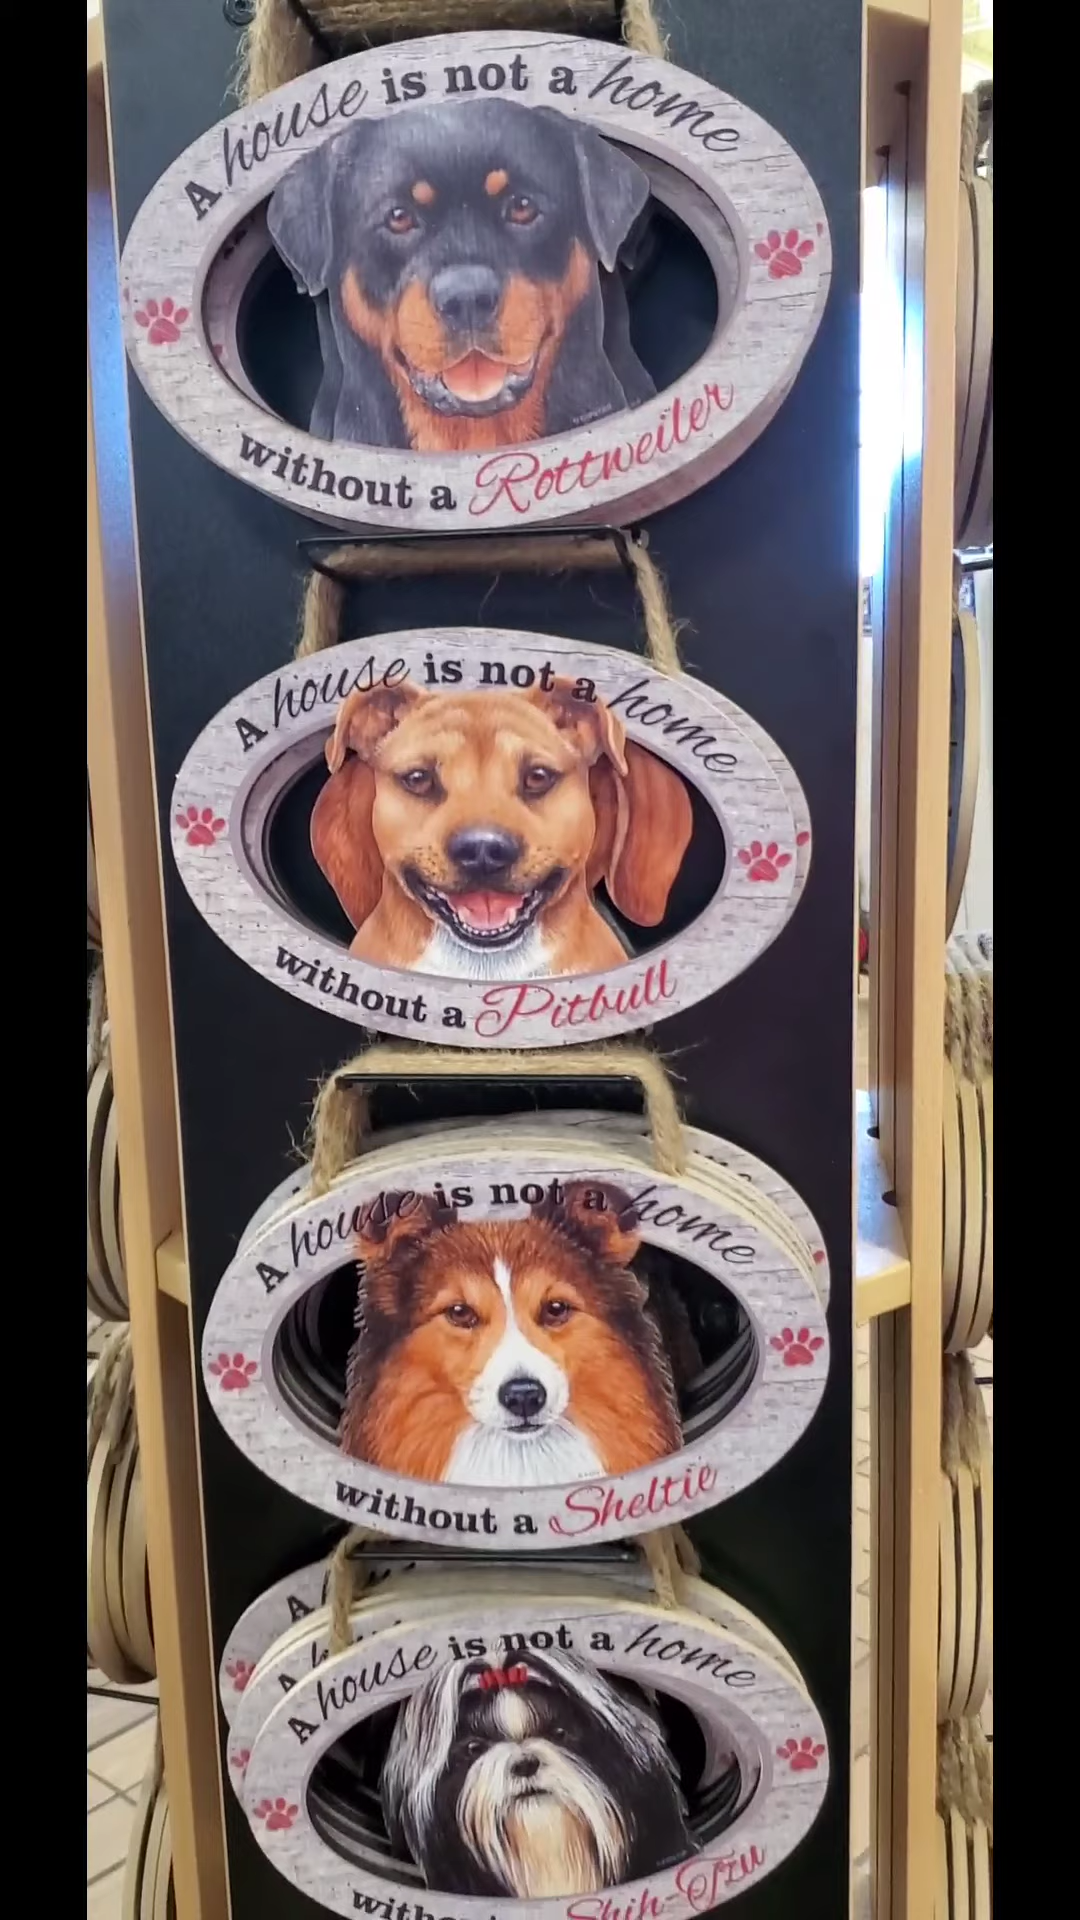 A house is not a home
without a Rottweiler
A house is not a home
without a Pitbull
A house is not a home
without a Sheltie
A
A h
A house is not a home
Shih-Tzu